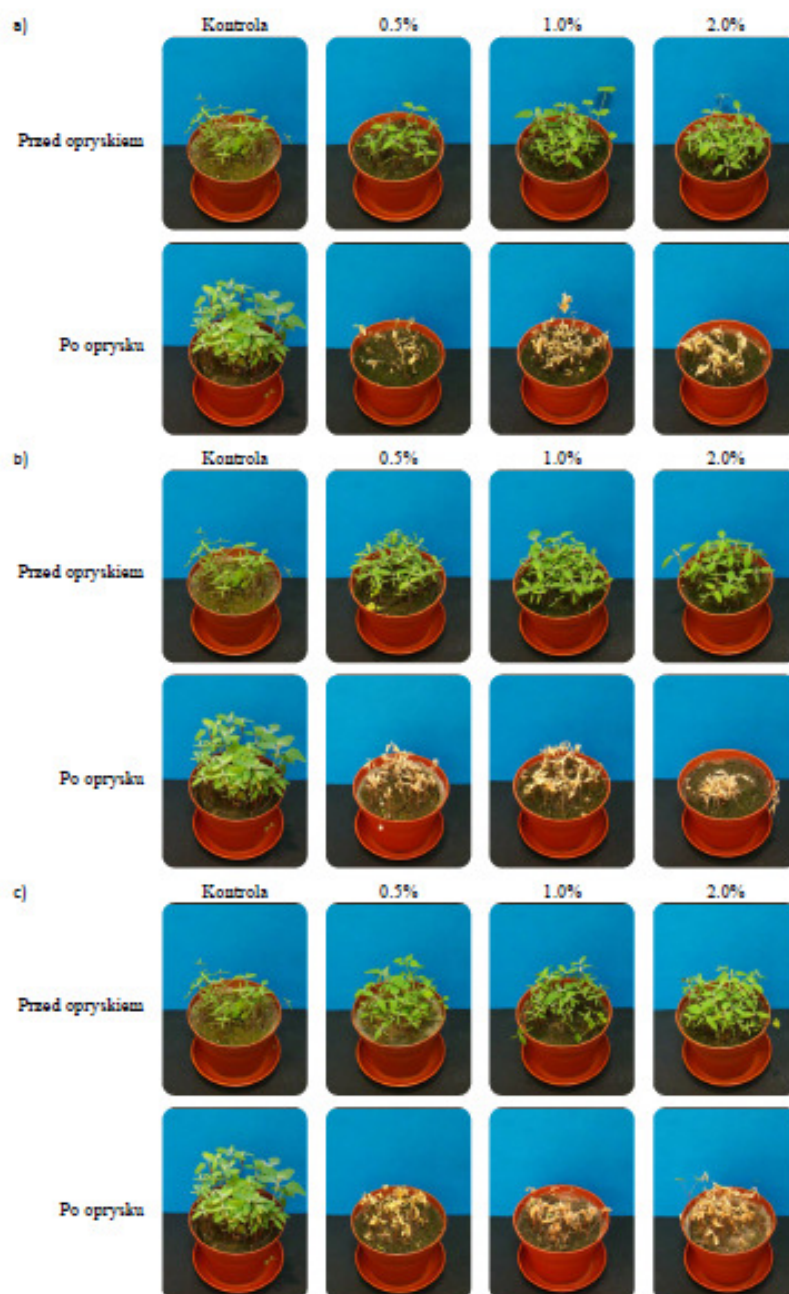 a) Kontrola 0.5% 1.0% 2.0%
Przed opryskiem
Po oprysku
b) Kontrola 0.5% 1.0% 2.0%
Przed opryskiem
Po oprysku
c) Kontrola 0.5% 1.0% 2.0%
Przed opryskiem
Po oprysku